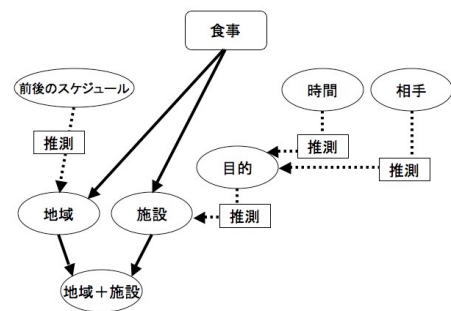 食事
前後のスケジュール
時間
相手
推測
推測
目的
推測
地域
施設
推測
地域＋施設